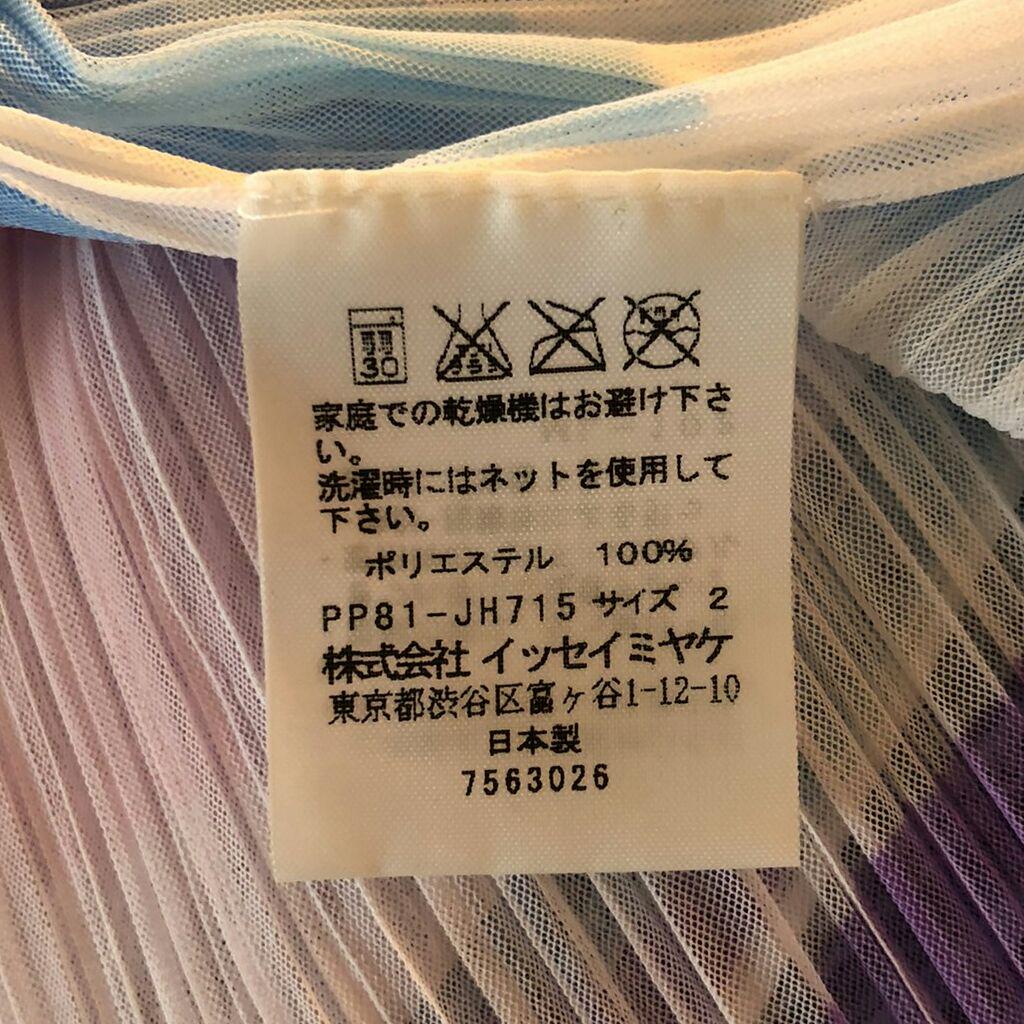 30
家庭での乾燥機はお避け下さ
い。
洗濯時にはネットを使用して
下さい。
ポリエステル 100%
PP81-JH715 サイズ 2
株式会社 イッセイミヤケ
東京都渋谷区富ヶ谷1-12-10
日本製
7563026